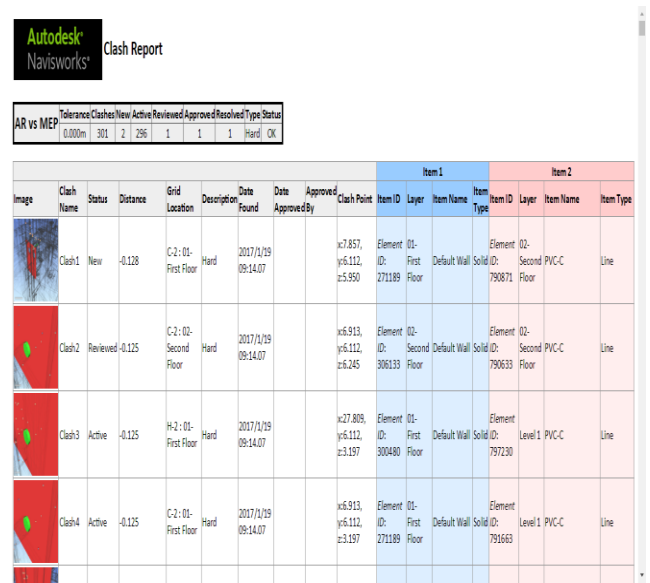 Autodesk®
Navisworks®
Clash Report
AR vs MEP Tolerance Clashes New Active Reviewed Approved Resolved Type Status
0.000m 301 2 296 1 1 1 Hard OK
Item 1 Item 2
Image Clash Name Status Distance Grid Location Description Date Found Date Approved Approved By Clash Point Item ID Layer Item Name Item Type Item ID Layer Item Name Item Type
Clash1 New -0.128 C-2 : 01-First Floor Hard 2017/1/19 09:14.07 x:7.857, y:6.112, z:5.950 Element ID: 271189 01-First Floor Default Wall Solid Element ID: 790871 02-Second Floor PVC-C Line
Clash2 Reviewed -0.125 C-2 : 02-Second Floor Hard 2017/1/19 09:14.07 x:6.913, y:6.112, z:6.245 Element ID: 306133 02-Second Floor Default Wall Solid Element ID: 790633 02-Second Floor PVC-C Line
Clash3 Active -0.125 H-2 : 01-First Floor Hard 2017/1/19 09:14.07 x:27.809, y:6.112, z:3.197 Element ID: 300480 01-First Floor Default Wall Solid Element ID: 797230 Level 1 PVC-C Line
Clash4 Active -0.125 C-2 : 01-First Floor Hard 2017/1/19 09:14.07 x:6.913, y:6.112, z:3.197 Element ID: 271189 01-First Floor Default Wall Solid Element ID: 791663 Level 1 PVC-C Line